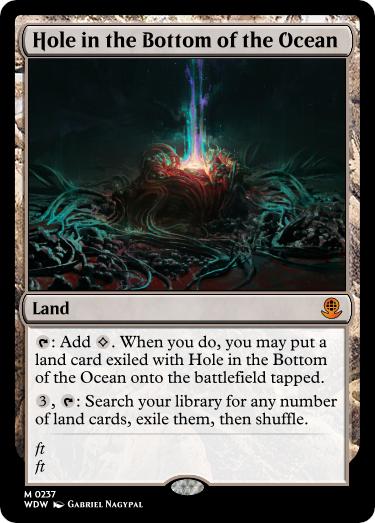 Hole in the Bottom of the Ocean
Land
: Add . When you do, you may put a
land card exiled with Hole in the Bottom
of the Ocean onto the battlefield tapped.
3, : Search your library for any number
of land cards, exile them, then shuffle.
ft
ft
M 0237
WDW Gabriel Nagypal